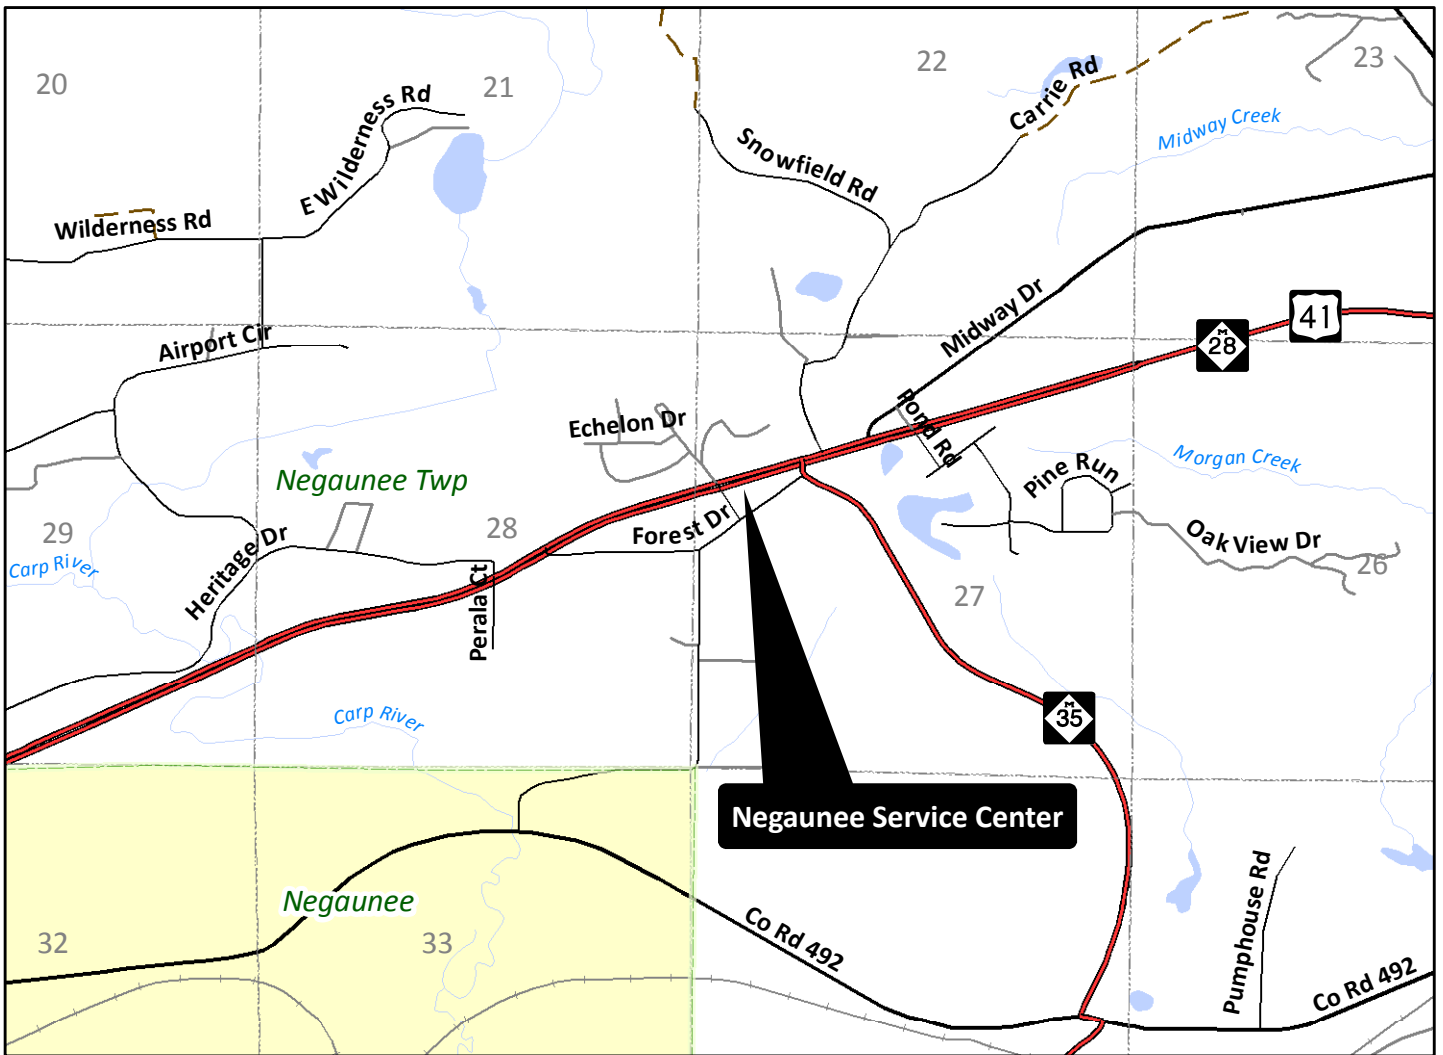 20
21
22
23
E Wilderness Rd
Carrie Rd
Midway Creek
Snowfield Rd
Wilderness Rd
Midway Dr
41
M
28
Airport Cir
Echelon Dr
Pond Rd
Negaunee Twp
Pine Run
Morgan Creek
29
28
Forest Dr
Oak View Dr
26
Carp River
Heritage Dr
Perala Ct
27
Carp River
M
35
Negaunee Service Center
Negaunee
Pumphouse Rd
32
33
Co Rd 492
Co Rd 492